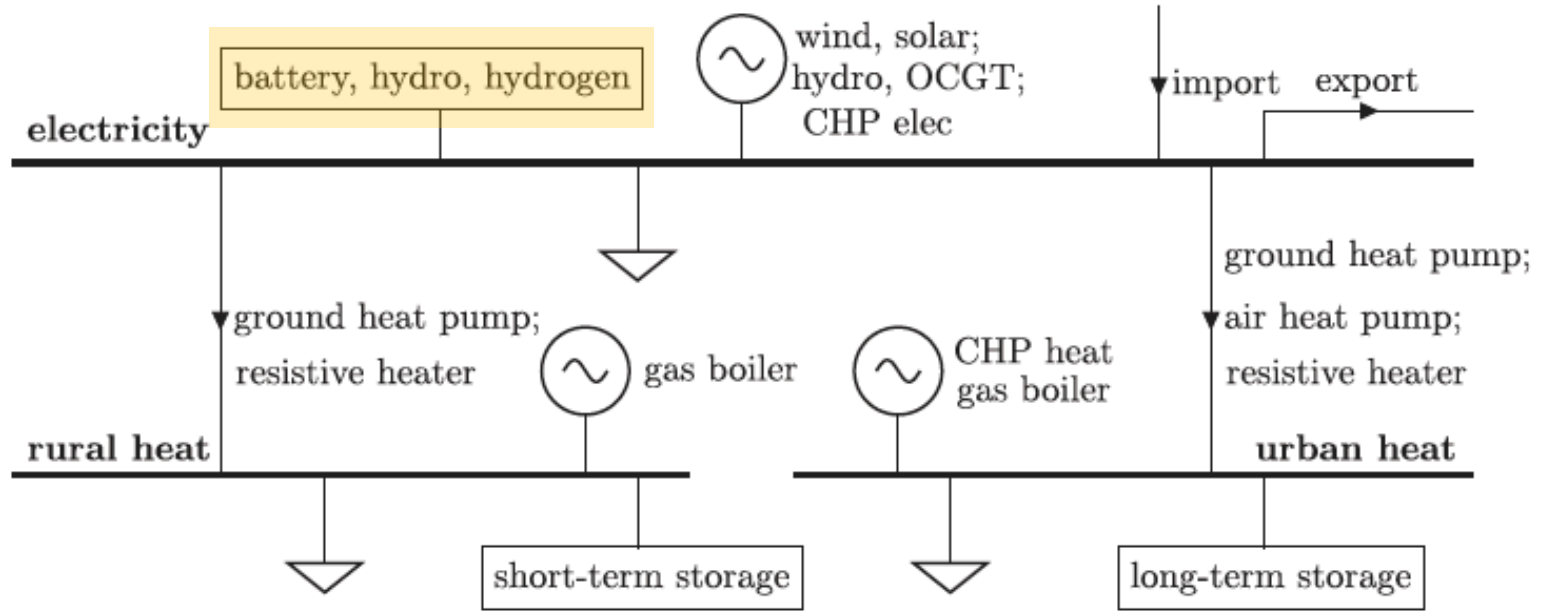 battery, hydro, hydrogen
wind, solar;
hydro, OCGT;
CHP elec
import
export
electricity
ground heat pump;
resistive heater
gas boiler
CHP heat
gas boiler
ground heat pump;
air heat pump;
resistive heater
rural heat
urban heat
short-term storage
long-term storage